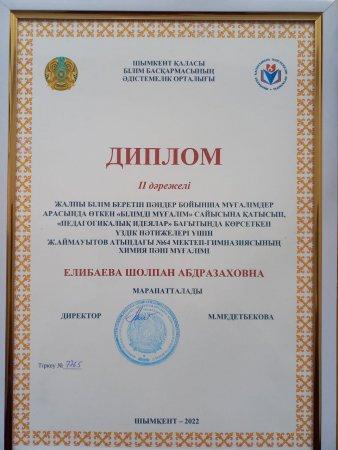 ШЫМКЕНТ ҚАЛАСЫ
БІЛІМ БАСҚАРМАСЫНЫҢ
ӘДІСТЕМЕЛІК ОРТАЛЫҒЫ
ДИПЛОМ
II дәрежелі
ЖАЛПЫ БІЛІМ БЕРЕТІН ПӘНДЕР БОЙЫНША МҰҒАЛІМДЕР
АРАСЫНДА ӨТКЕН «БІЛІМДІ МҰҒАЛІМ» САЙЫСЫНА ҚАТЫСЫП,
«ПЕДАГОГИКАЛЫҚ ИДЕЯЛАР» БАҒЫТЫНДА КӨРСЕТКЕН
ҮЗДІК НӘТИЖЕЛЕРІ ҮШІН
Ж.АЙМАУЫТОВ АТЫНДАҒЫ №64 МЕКТЕП-ГИМНАЗИЯСЫНЫҢ
ХИМИЯ ПӘНІ МҰҒАЛІМІ
ЕЛИБАЕВА ШОЛПАН АБДРАЗАХОВНА
МАРАПАТТАЛАДЫ
ДИРЕКТОР М.МЕДЕТБЕКОВА
Тіркеу № 7765
ШЫМКЕНТ – 2022